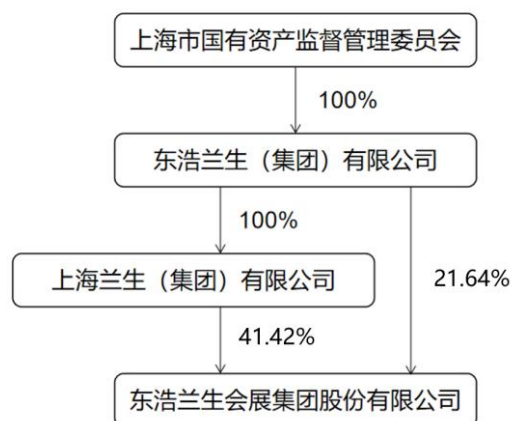 上海市国有资产监督管理委员会
100%
东浩兰生（集团）有限公司
100%
上海兰生（集团）有限公司
21.64%
41.42%
东浩兰生会展集团股份有限公司